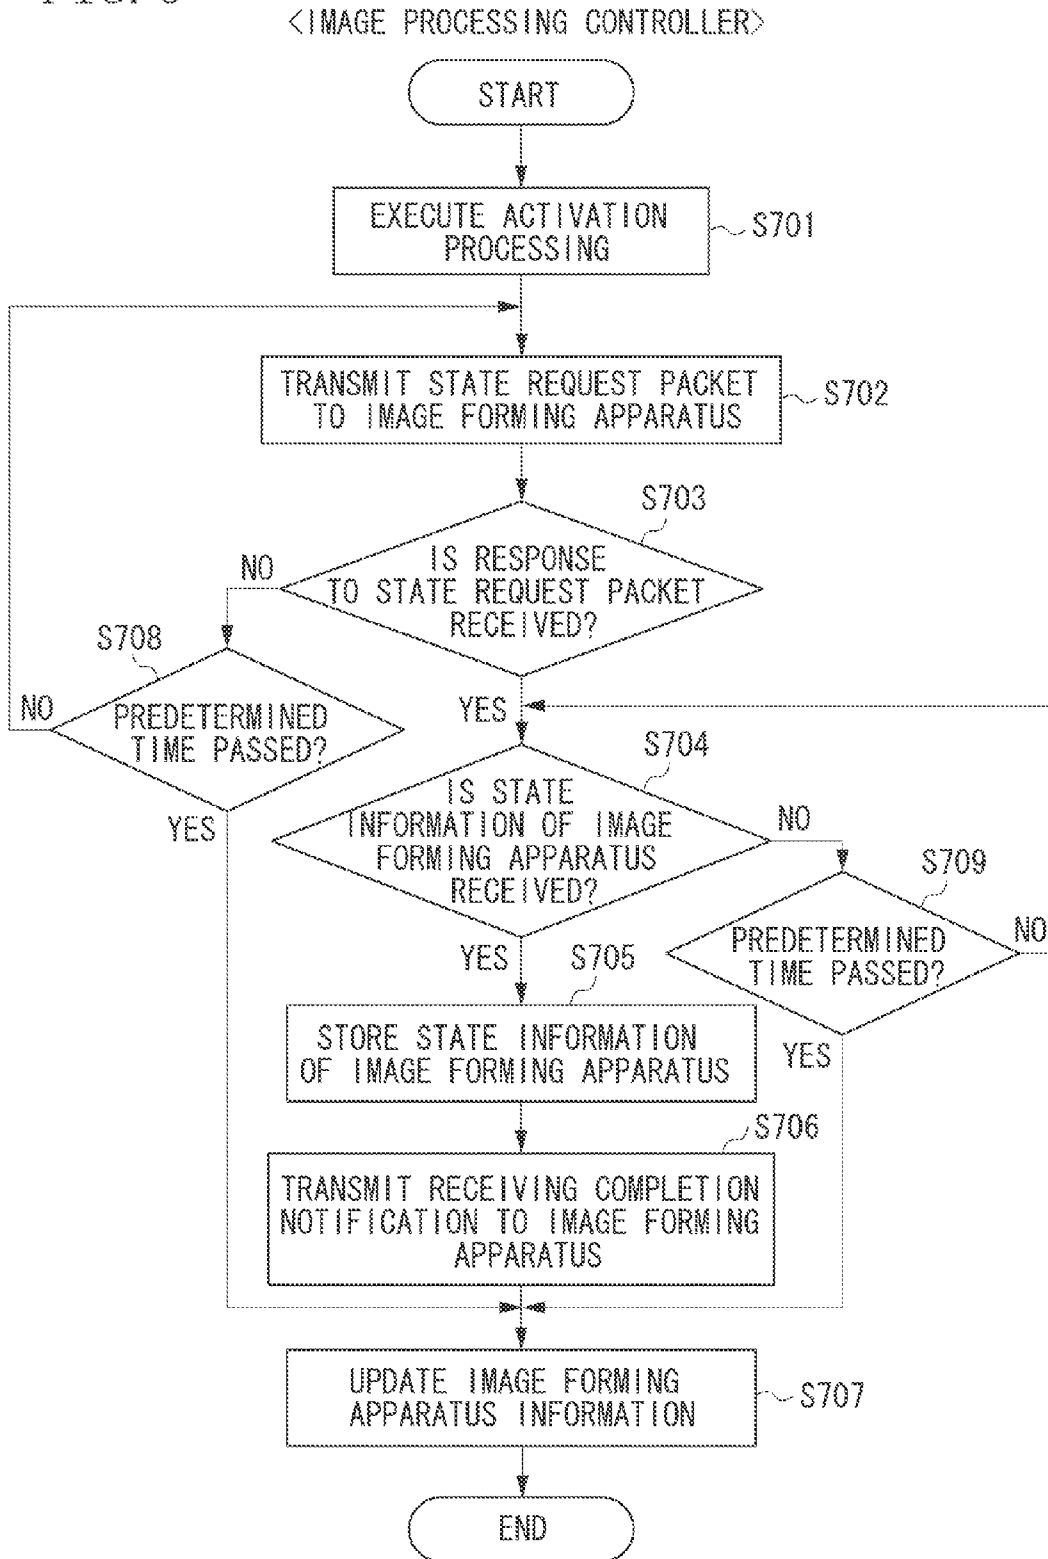 <IMAGE PROCESSING CONTROLLER>
START
EXECUTE ACTIVATION
PROCESSING
S701
TRANSMIT STATE REQUEST PACKET
TO IMAGE FORMING APPARATUS
S702
S703
IS RESPONSE
TO STATE REQUEST PACKET
RECEIVED?
NO
S708
PREDETERMINED
TIME PASSED?
NO
YES
YES
S704
IS STATE
INFORMATION OF IMAGE
FORMING APPARATUS
RECEIVED?
NO
S709
PREDETERMINED
TIME PASSED?
NO
YES
YES
S705
STORE STATE INFORMATION
OF IMAGE FORMING APPARATUS
S706
TRANSMIT RECEIVING COMPLETION
NOTIFICATION TO IMAGE FORMING
APPARATUS
UPDATE IMAGE FORMING
APPARATUS INFORMATION
S707
END